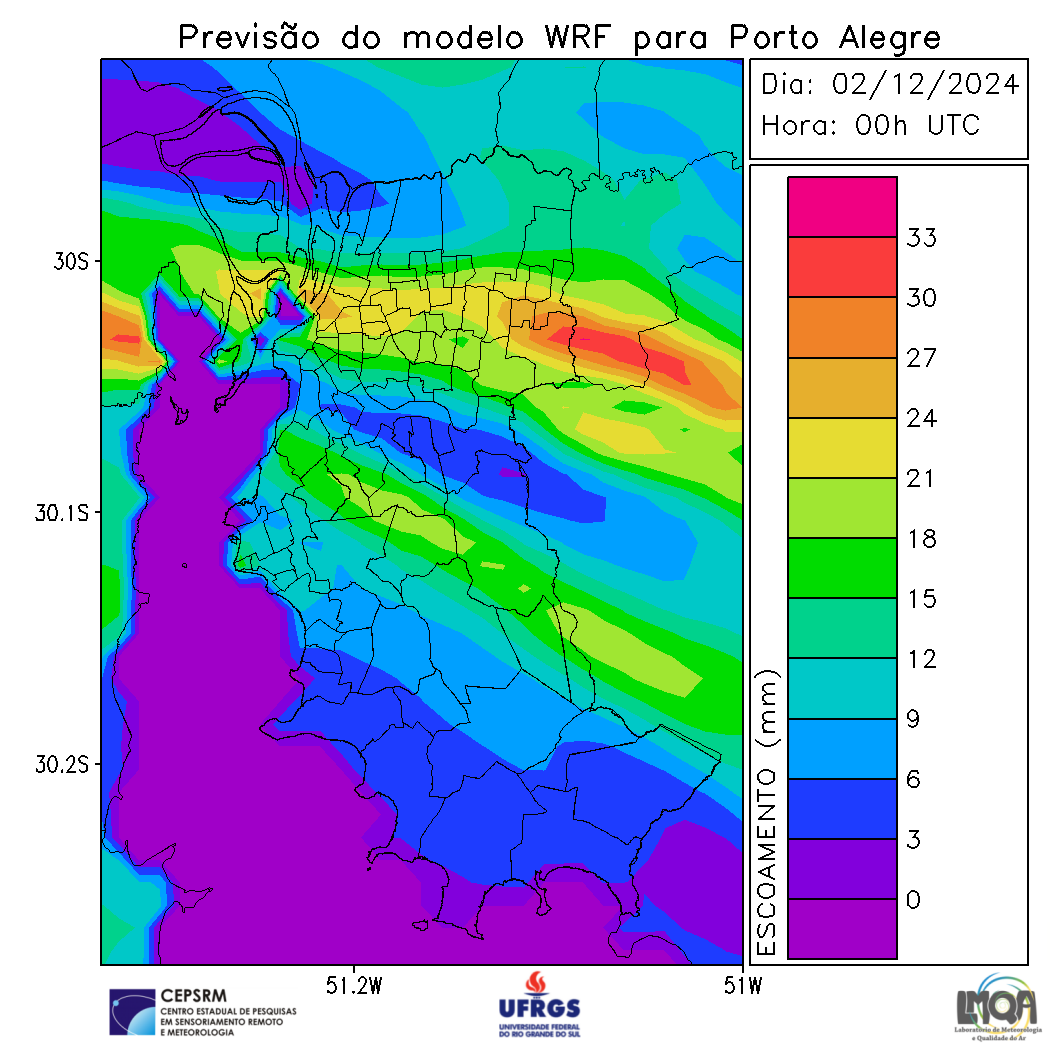 Previsão do modelo WRF para Porto Alegre
Dia: 02/12/2024
Hora: 00h UTC
30S
30.1S
30.2S
51.2W
51W
33
30
27
24
21
18
15
12
9
6
3
0
ESCOAMENTO (mm)
CEPSRM
CENTRO ESTADUAL DE PESQUISAS
EM SENSORIAMENTO REMOTO
E METEOROLOGIA
UFRGS
UNIVERSIDADE FEDERAL
DO RIO GRANDE DO SUL
LMQA
Laboratório de Meteorologia
e Qualidade do Ar